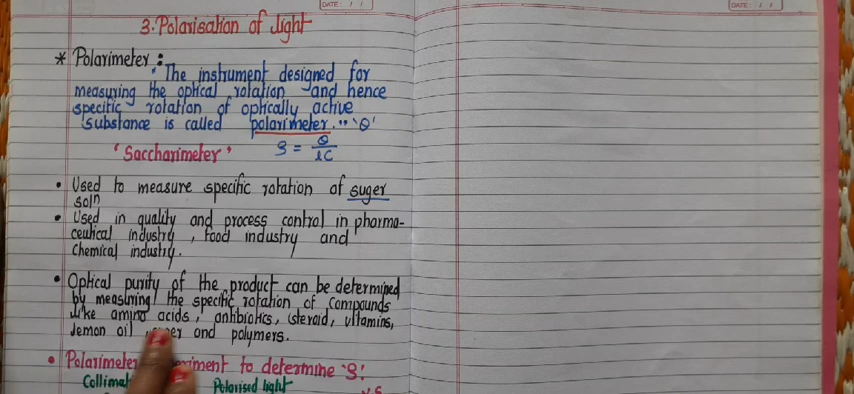 DATE: / /
DATE: / /
3. Polarisation of light
* Polarimeter :
"The instrument designed for
measuring the optical rotation and hence
specific rotation of optically active
substance is called polarimeter." 'θ'
'Saccharimeter' S = θ/lC
• Used to measure specific rotation of suger
soln
• Used in quality and process control in pharma-
ceutical industry, food industry and
chemical industry.
• Optical purity of the product can be determined
by measuring the specific rotation of compounds
like amino acids, antibiotics, steroid, vitamins,
lemon oil and polymers.
• Polarimeter to determine 'S'
Polarised light